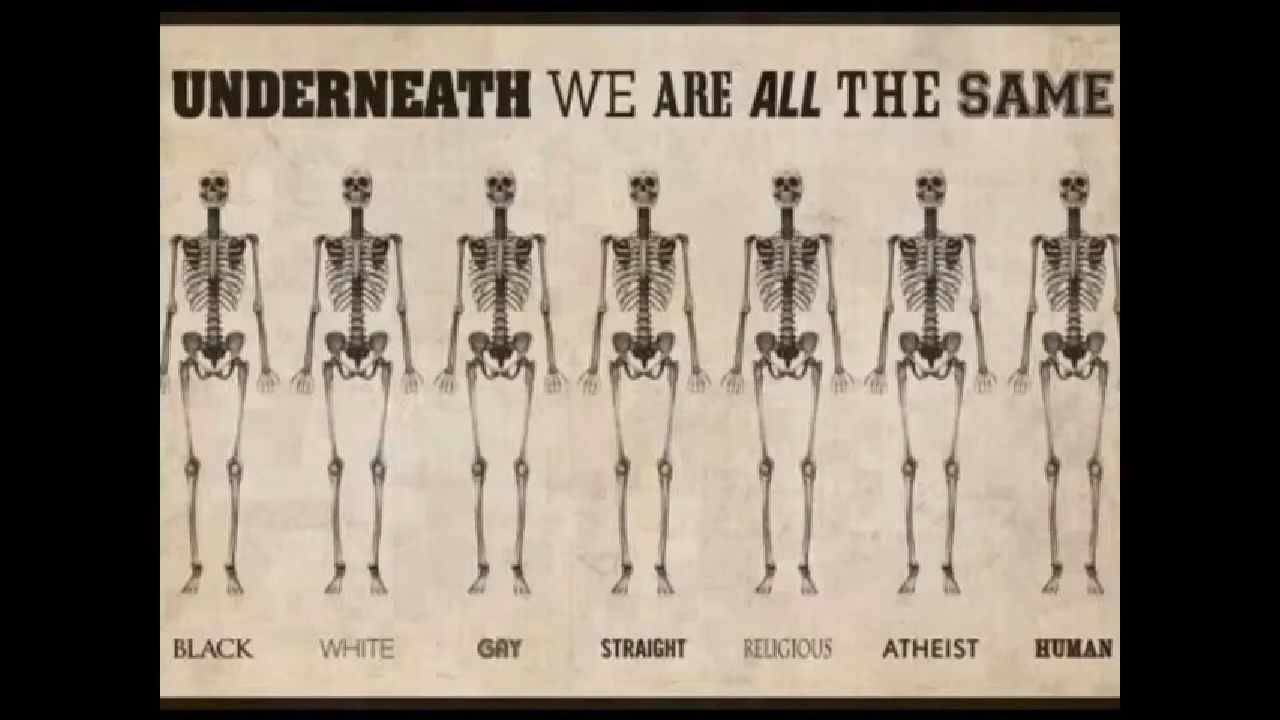 UNDERNEATH WE ARE ALL THE SAME
BLACK WHITE GAY STRAIGHT RELIGIOUS ATHEIST HUMAN